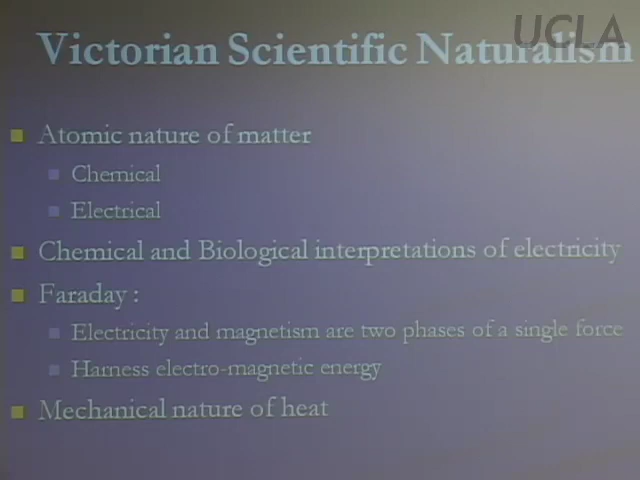 UCLA
Victorian Scientific Naturalism
Atomic nature of matter
Chemical
Electrical
Chemical and Biological interpretations of electricity
Faraday :
Electricity and magnetism are two phases of a single force
Harness electro-magnetic energy
Mechanical nature of heat